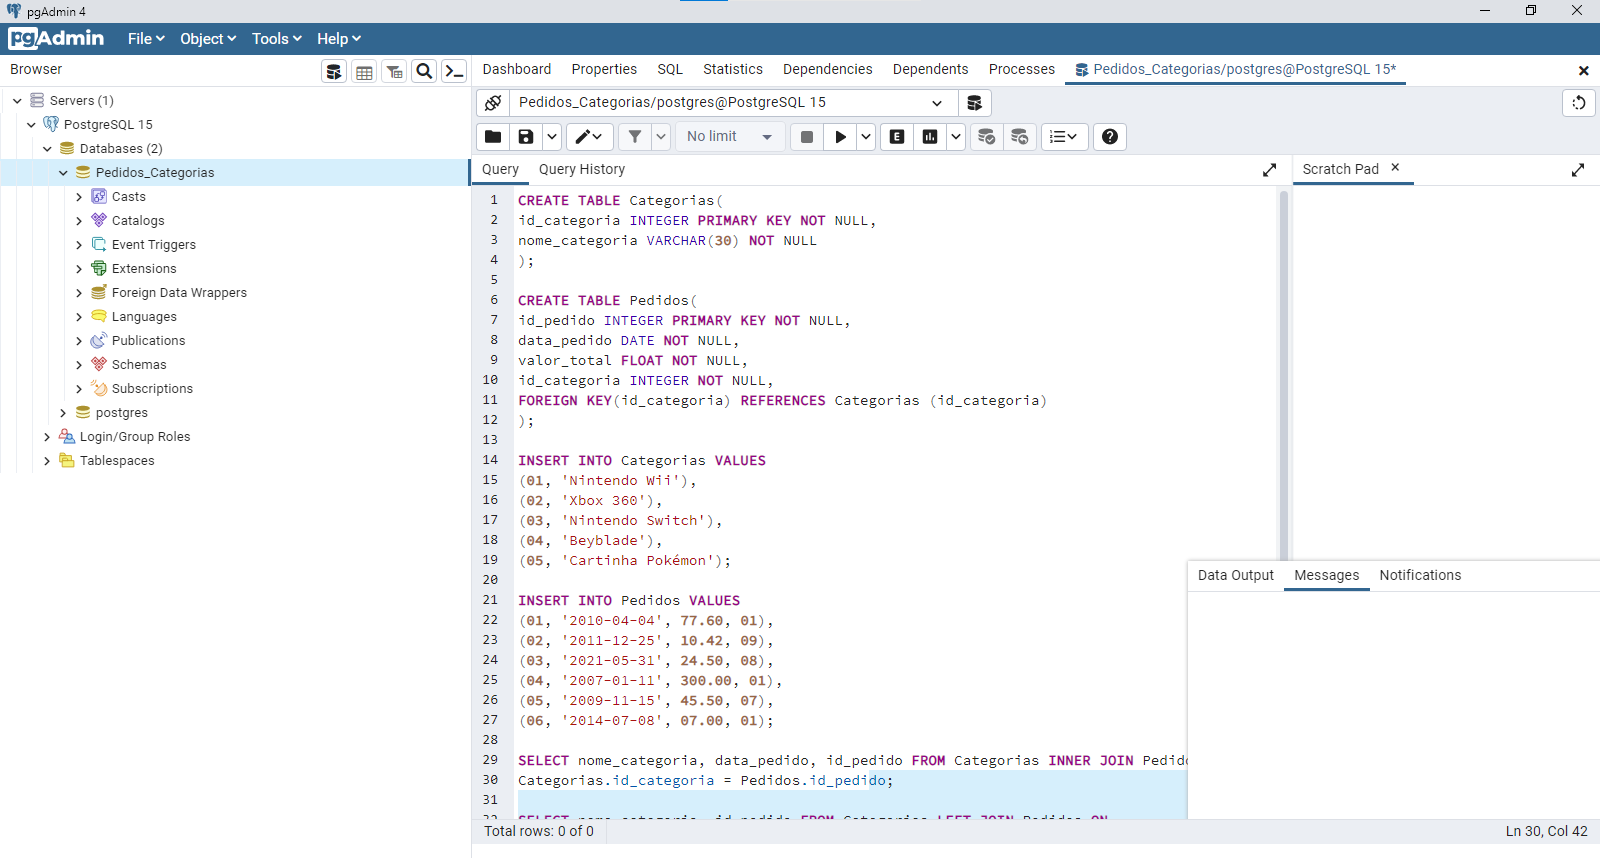 pgAdmin 4
pgAdmin File Object Tools Help
Browser
Dashboard Properties SQL Statistics Dependencies Dependents Processes Pedidos_Categorias/postgres@PostgreSQL 15*
Servers (1)
PostgreSQL 15
Databases (2)
Pedidos_Categorias
Casts
Catalogs
Event Triggers
Extensions
Foreign Data Wrappers
Languages
Publications
Schemas
Subscriptions
postgres
Login/Group Roles
Tablespaces
Pedidos_Categorias/postgres@PostgreSQL 15
No limit E
Query Query History
Scratch Pad
1 CREATE TABLE Categorias(
2 id_categoria INTEGER PRIMARY KEY NOT NULL,
3 nome_categoria VARCHAR(30) NOT NULL
4 );
5
6 CREATE TABLE Pedidos(
7 id_pedido INTEGER PRIMARY KEY NOT NULL,
8 data_pedido DATE NOT NULL,
9 valor_total FLOAT NOT NULL,
10 id_categoria INTEGER NOT NULL,
11 FOREIGN KEY(id_categoria) REFERENCES Categorias (id_categoria)
12 );
13
14 INSERT INTO Categorias VALUES
15 (01, 'Nintendo Wii'),
16 (02, 'Xbox 360'),
17 (03, 'Nintendo Switch'),
18 (04, 'Beyblade'),
19 (05, 'Cartinha Pokémon');
20
21 INSERT INTO Pedidos VALUES
22 (01, '2010-04-04', 77.60, 01),
23 (02, '2011-12-25', 10.42, 09),
24 (03, '2021-05-31', 24.50, 08),
25 (04, '2007-01-11', 300.00, 01),
26 (05, '2009-11-15', 45.50, 07),
27 (06, '2014-07-08', 07.00, 01);
28
29 SELECT nome_categoria, data_pedido, id_pedido FROM Categorias INNER JOIN Pedido
30 Categorias.id_categoria = Pedidos.id_pedido;
31
32 SELECT nome_categoria, id_pedido FROM Categorias LEFT JOIN Pedidos ON
Data Output Messages Notifications
Total rows: 0 of 0
Ln 30, Col 42